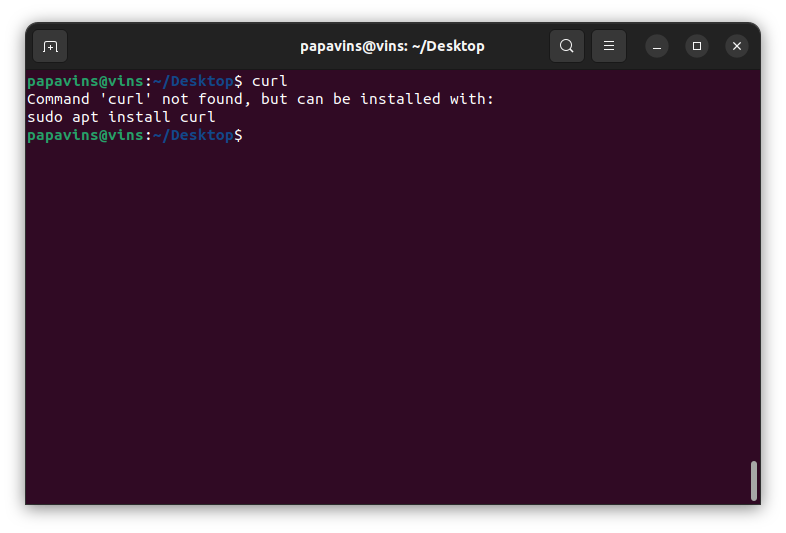 papavins@vins: ~/Desktop
papavins@vins:~/Desktop$ curl
Command 'curl' not found, but can be installed with:
sudo apt install curl
papavins@vins:~/Desktop$